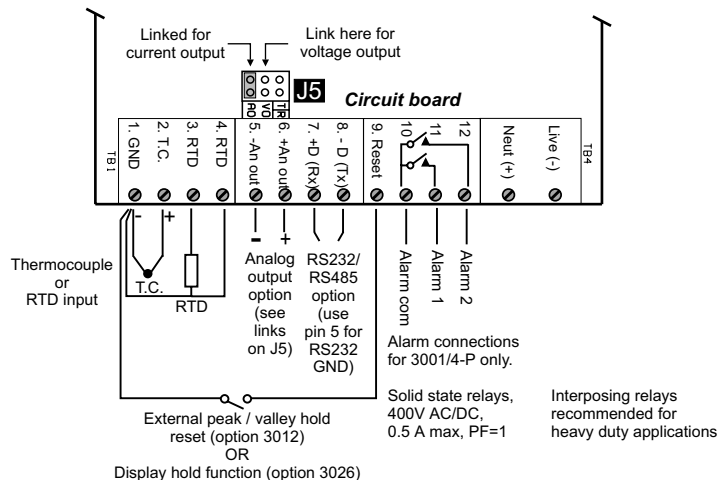 Linked for
current output
Link here for
voltage output
J5
AO
VO
TR
Circuit board
TB1
1. GND
2. T.C.
3. RTD
4. RTD
5. -An out
6. +An out
7. +D (Rx)
8. - D (Tx)
9. Reset
10
11
12
Neut (+)
Live (-)
TB4
- +
- +
Thermocouple
or
RTD input
T.C.
RTD
Analog
output
option
(see
links
on J5)
RS232/
RS485
option
(use
pin 5 for
RS232
GND)
Alarm com
Alarm 1
Alarm 2
Alarm connections
for 3001/4-P only.
Solid state relays,
400V AC/DC,
0.5 A max, PF=1
Interposing relays
recommended for
heavy duty applications
External peak / valley hold
reset (option 3012)
OR
Display hold function (option 3026)